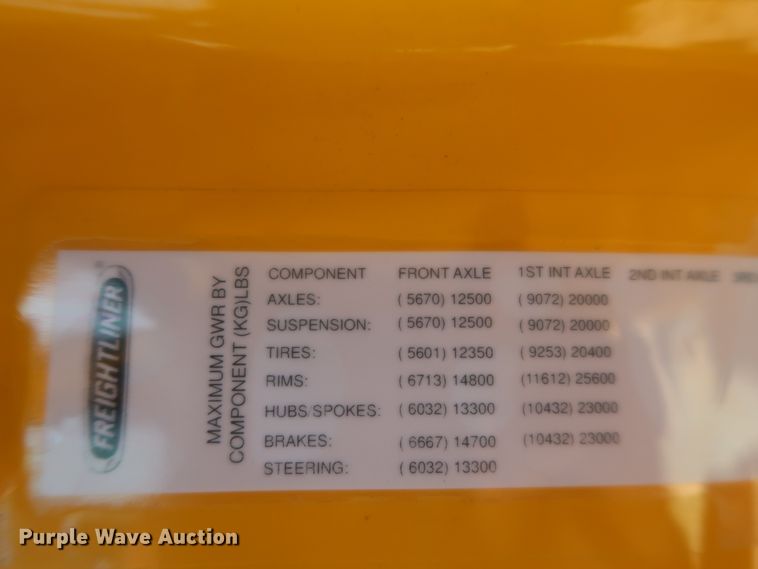 FREIGHTLINER
MAXIMUM GWR BY
COMPONENT (KG)LBS
COMPONENT FRONT AXLE 1ST INT AXLE 2ND INT AXLE
AXLES: ( 5670) 12500 ( 9072) 20000
SUSPENSION: ( 5670) 12500 ( 9072) 20000
TIRES: ( 5601) 12350 ( 9253) 20400
RIMS: ( 6713) 14800 (11612) 25600
HUBS/SPOKES: ( 6032) 13300 (10432) 23000
BRAKES: ( 6667) 14700 (10432) 23000
STEERING: ( 6032) 13300
Purple Wave Auction